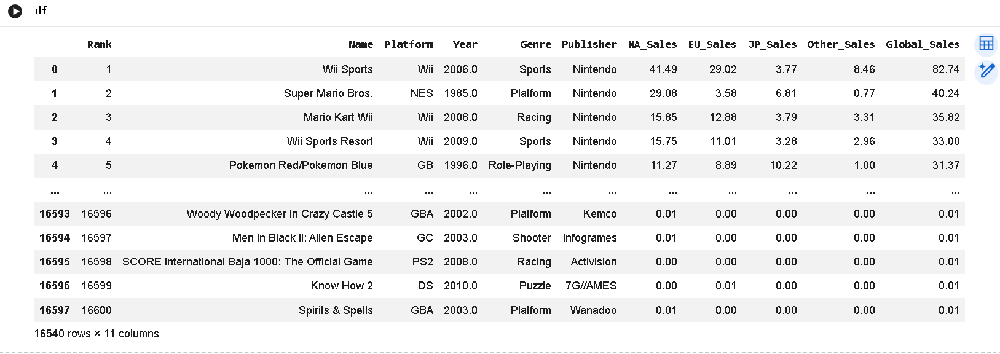 df
Rank Name Platform Year Genre Publisher NA_Sales EU_Sales JP_Sales Other_Sales Global_Sales
0 1 Wii Sports Wii 2006.0 Sports Nintendo 41.49 29.02 3.77 8.46 82.74
1 2 Super Mario Bros. NES 1985.0 Platform Nintendo 29.08 3.58 6.81 0.77 40.24
2 3 Mario Kart Wii Wii 2008.0 Racing Nintendo 15.85 12.88 3.79 3.31 35.82
3 4 Wii Sports Resort Wii 2009.0 Sports Nintendo 15.75 11.01 3.28 2.96 33.00
4 5 Pokemon Red/Pokemon Blue GB 1996.0 Role-Playing Nintendo 11.27 8.89 10.22 1.00 31.37
... ... ... ... ... ... ... ... ... ... ... ...
16593 16596 Woody Woodpecker in Crazy Castle 5 GBA 2002.0 Platform Kemco 0.01 0.00 0.00 0.00 0.01
16594 16597 Men in Black II: Alien Escape GC 2003.0 Shooter Infogrames 0.01 0.00 0.00 0.00 0.01
16595 16598 SCORE International Baja 1000: The Official Game PS2 2008.0 Racing Activision 0.00 0.00 0.00 0.00 0.01
16596 16599 Know How 2 DS 2010.0 Puzzle 7G//AMES 0.00 0.01 0.00 0.00 0.01
16597 16600 Spirits & Spells GBA 2003.0 Platform Wanadoo 0.01 0.00 0.00 0.00 0.01
16540 rows × 11 columns